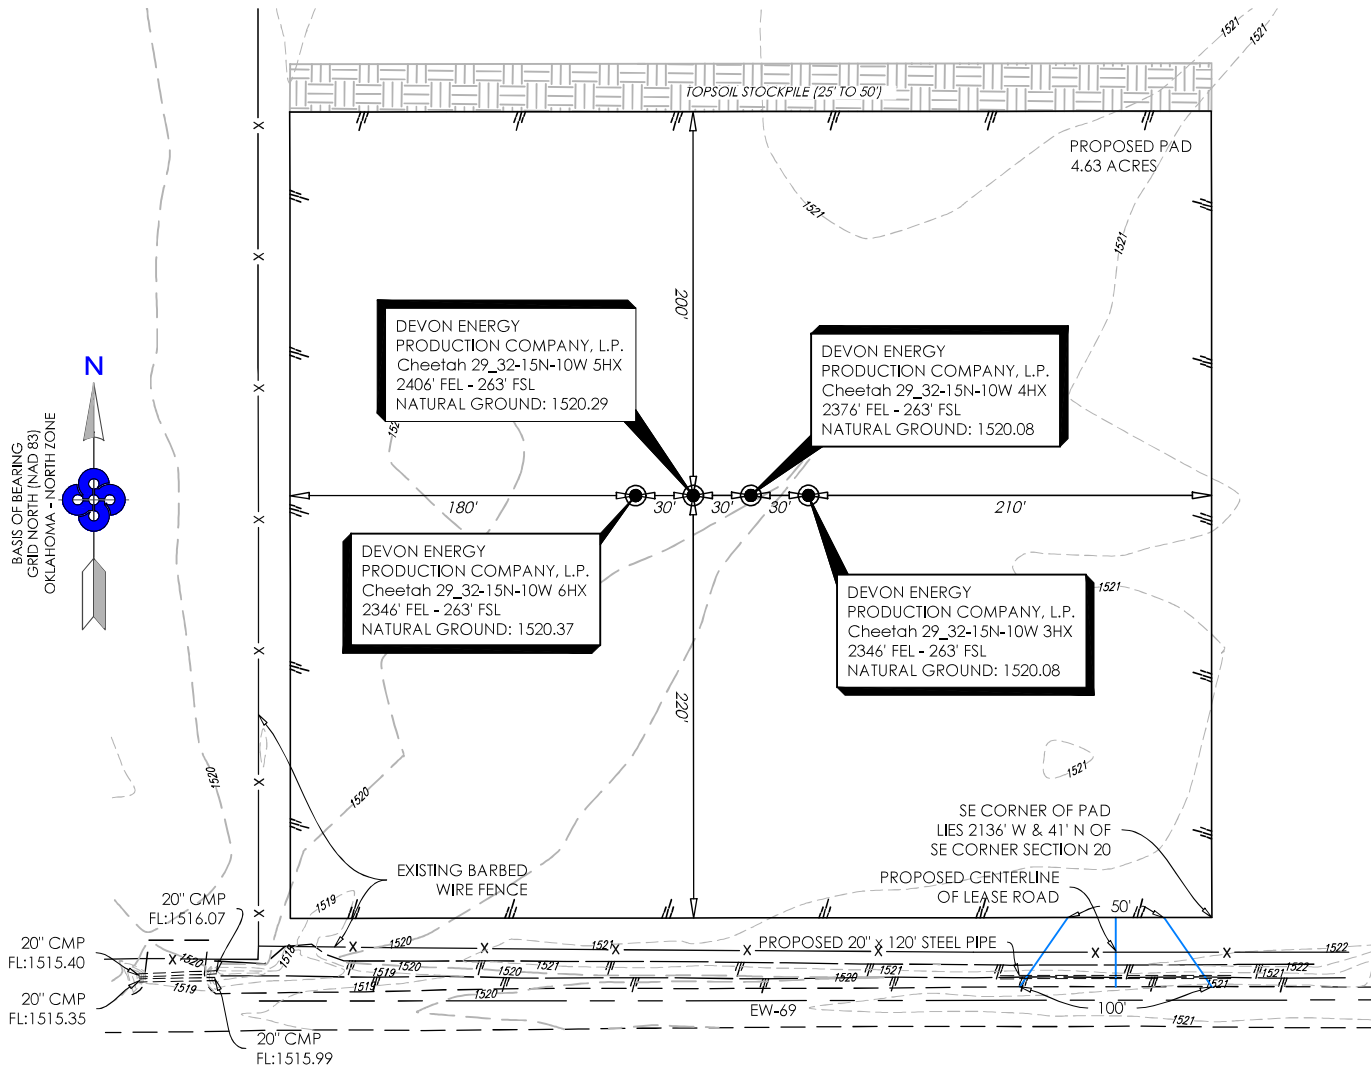 1521
1521
TOPSOIL STOCKPILE (25' TO 50')
PROPOSED PAD
4.63 ACRES
1521
1521
200'
DEVON ENERGY
PRODUCTION COMPANY, L.P.
Cheetah 29_32-15N-10W 5HX
2406' FEL - 263' FSL
NATURAL GROUND: 1520.29
DEVON ENERGY
PRODUCTION COMPANY, L.P.
Cheetah 29_32-15N-10W 4HX
2376' FEL - 263' FSL
NATURAL GROUND: 1520.08
N
BASIS OF BEARING
GRID NORTH (NAD 83)
OKLAHOMA - NORTH ZONE
180'
30'
30'
30'
210'
DEVON ENERGY
PRODUCTION COMPANY, L.P.
Cheetah 29_32-15N-10W 6HX
2346' FEL - 263' FSL
NATURAL GROUND: 1520.37
DEVON ENERGY
PRODUCTION COMPANY, L.P.
Cheetah 29_32-15N-10W 3HX
2346' FEL - 263' FSL
NATURAL GROUND: 1520.08
1521
220'
1520
1520
1521
SE CORNER OF PAD
LIES 2136' W & 41' N OF
SE CORNER SECTION 20
EXISTING BARBED
WIRE FENCE
PROPOSED CENTERLINE
OF LEASE ROAD
50'
1519
20" CMP
FL:1516.07
20" CMP
FL:1515.40
1520
1518
1520
1521
PROPOSED 20" X 120' STEEL PIPE
1522
1519
1519
1519
1520
1521
1520
1520
1521
1521
1522
1521
20" CMP
FL:1515.35
EW-69
100'
1521
20" CMP
FL:1515.99